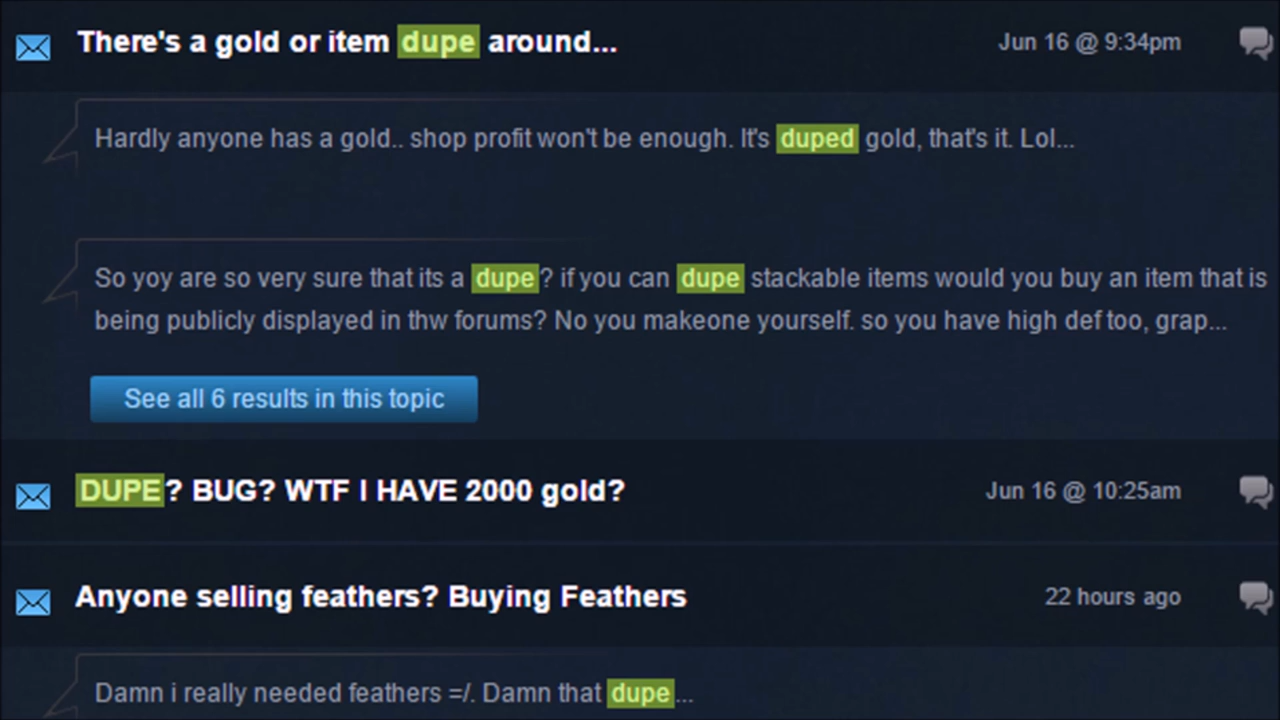 There's a gold or item dupe around...
Jun 16 @ 9:34pm
Hardly anyone has a gold.. shop profit won't be enough. It's duped gold, that's it. Lol...
So yoy are so very sure that its a dupe? if you can dupe stackable items would you buy an item that is
being publicly displayed in thw forums? No you makeone yourself. so you have high def too, grap...
See all 6 results in this topic
DUPE? BUG? WTF I HAVE 2000 gold?
Jun 16 @ 10:25am
Anyone selling feathers? Buying Feathers
22 hours ago
Damn i really needed feathers =/. Damn that dupe...